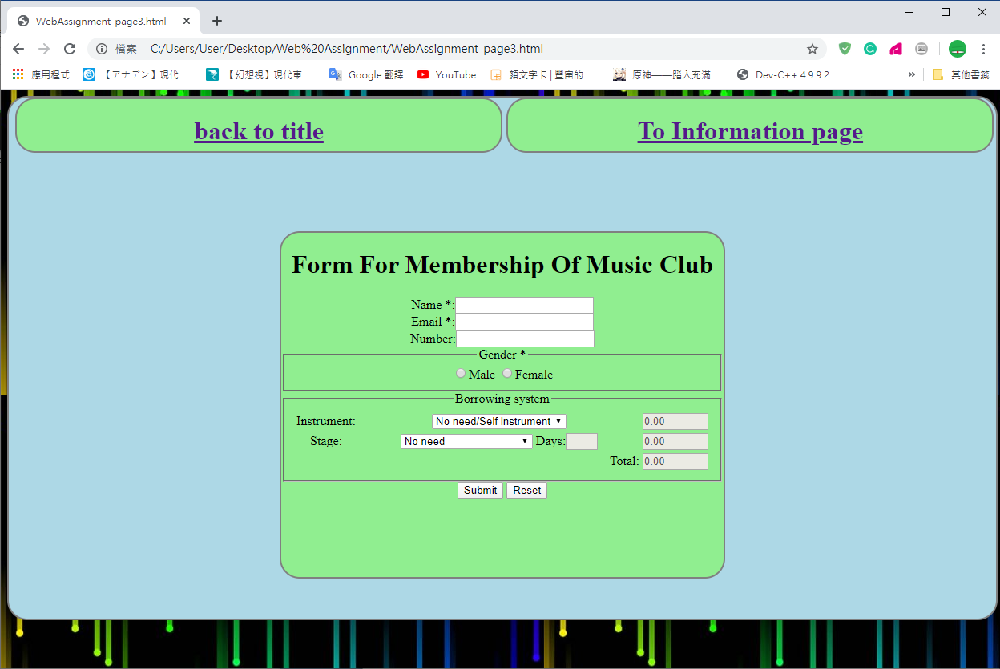 WebAssignment_page3.html
檔案 C:/Users/User/Desktop/Web%20Assignment/WebAssignment_page3.html
應用程式 【アナデン】現代... 【幻想視】現代東... Google 翻譯 YouTube 顏文字卡 | 豐富的... 原神——踏入充滿... Dev-C++ 4.9.9.2... » 其他書籤
back to title To Information page
Form For Membership Of Music Club
Name *:
Email *:
Number:
Gender *
Male Female
Borrowing system
Instrument: No need/Self instrument 0.00
Stage: No need Days: 0.00
Total: 0.00
Submit Reset